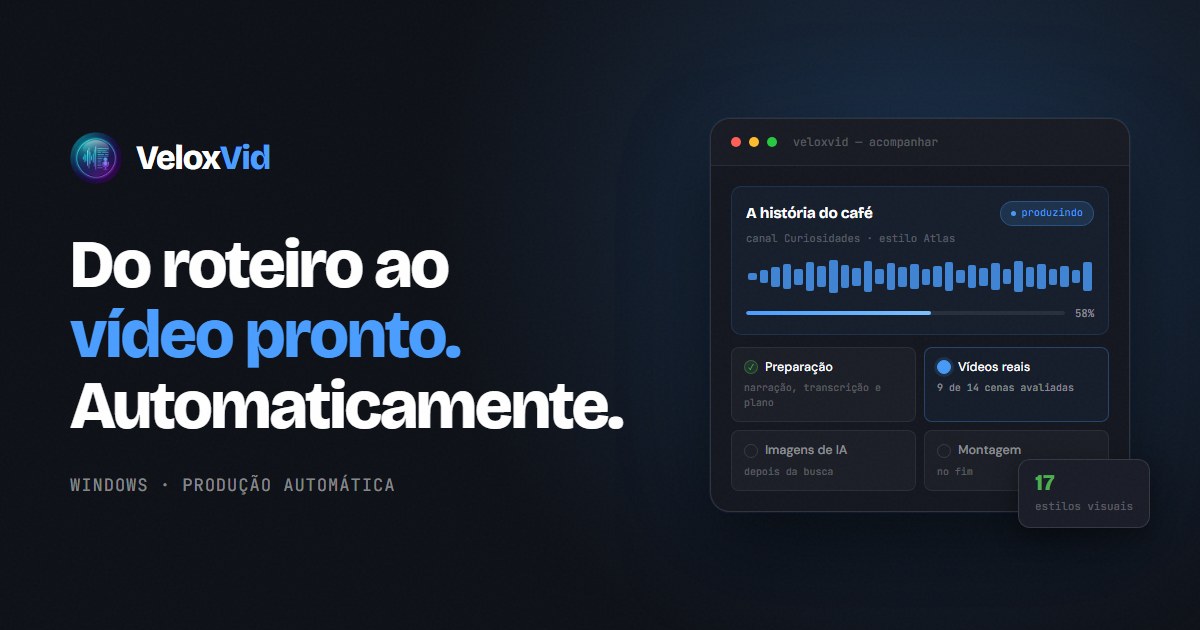 VeloxVid
Do roteiro ao
vídeo pronto.
Automaticamente.
WINDOWS · PRODUÇÃO AUTOMÁTICA
veloxvid — acompanhar
A história do café
produzindo
canal Curiosidades · estilo Atlas
58%
Preparação
narração, transcrição e
plano
Vídeos reais
9 de 14 cenas avaliadas
Imagens de IA
depois da busca
Montagem
no fim
17
estilos visuais